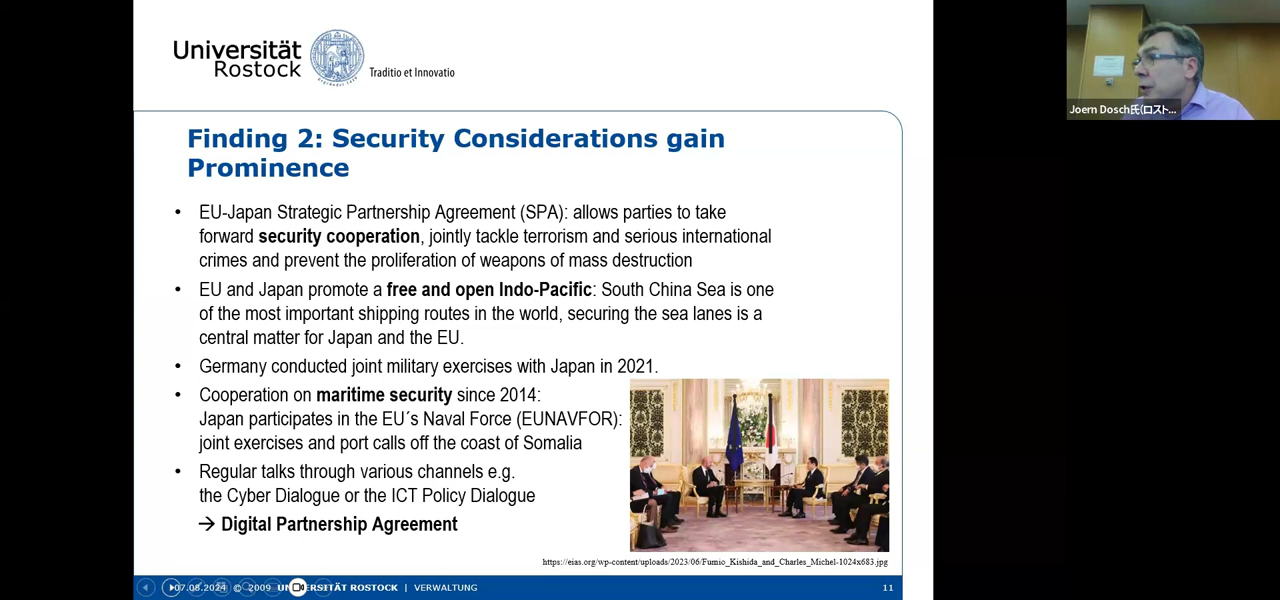 Universität
Rostock
Traditio et Innovatio
Joern Dosch氏(ロスト...
Finding 2: Security Considerations gain
Prominence
• EU-Japan Strategic Partnership Agreement (SPA): allows parties to take
forward security cooperation, jointly tackle terrorism and serious international
crimes and prevent the proliferation of weapons of mass destruction
• EU and Japan promote a free and open Indo-Pacific: South China Sea is one
of the most important shipping routes in the world, securing the sea lanes is a
central matter for Japan and the EU.
• Germany conducted joint military exercises with Japan in 2021.
• Cooperation on maritime security since 2014:
Japan participates in the EU´s Naval Force (EUNAVFOR):
joint exercises and port calls off the coast of Somalia
• Regular talks through various channels e.g.
the Cyber Dialogue or the ICT Policy Dialogue
→ Digital Partnership Agreement
https://eias.org/wp-content/uploads/2023/06/Fumio_Kishida_and_Charles_Michel-1024x683.jpg
07.08.2024 © 2009 UNIVERSITÄT ROSTOCK | VERWALTUNG
11